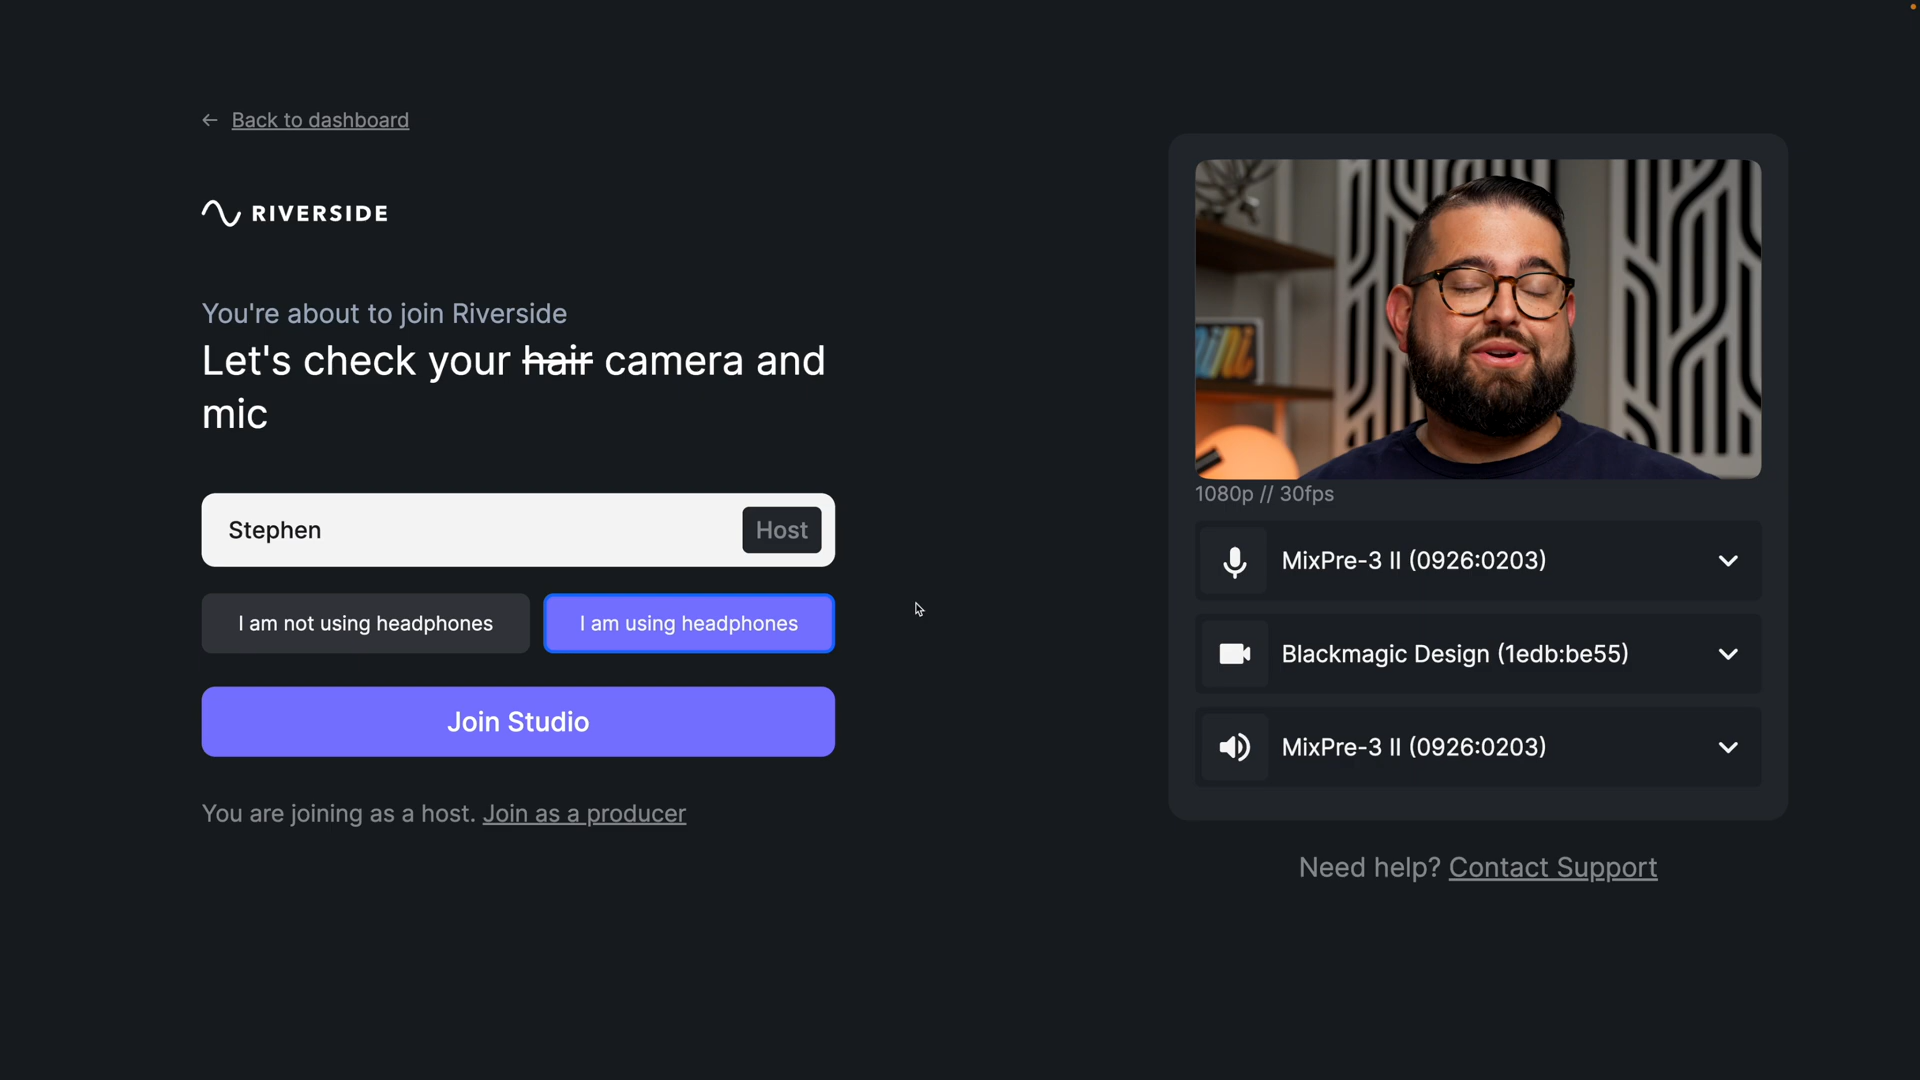 ← Back to dashboard
RIVERSIDE
You're about to join Riverside
Let's check your hair camera and
mic
Stephen
Host
I am not using headphones
I am using headphones
Join Studio
You are joining as a host. Join as a producer
1080p // 30fps
MixPre-3 II (0926:0203)
Blackmagic Design (1edb:be55)
MixPre-3 II (0926:0203)
Need help? Contact Support